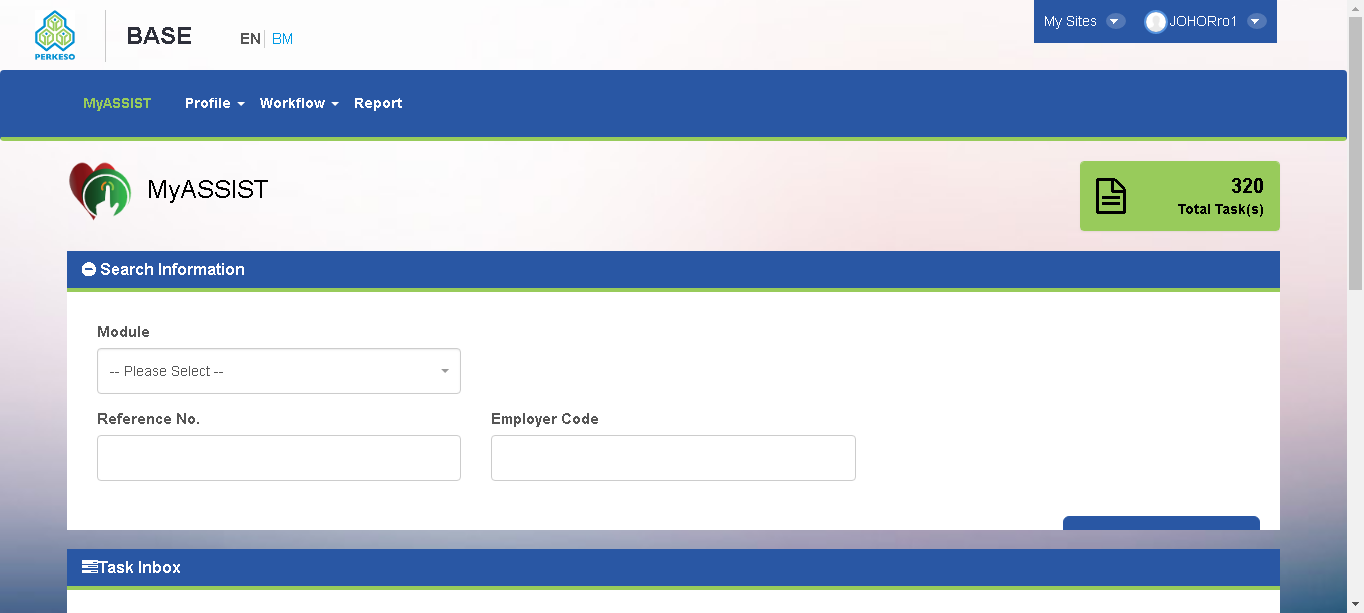 PERKESO
BASE
EN BM
My Sites
JOHORro1
MyASSIST Profile Workflow Report
MyASSIST
320
Total Task(s)
Search Information
Module
-- Please Select --
Reference No. Employer Code
Task Inbox